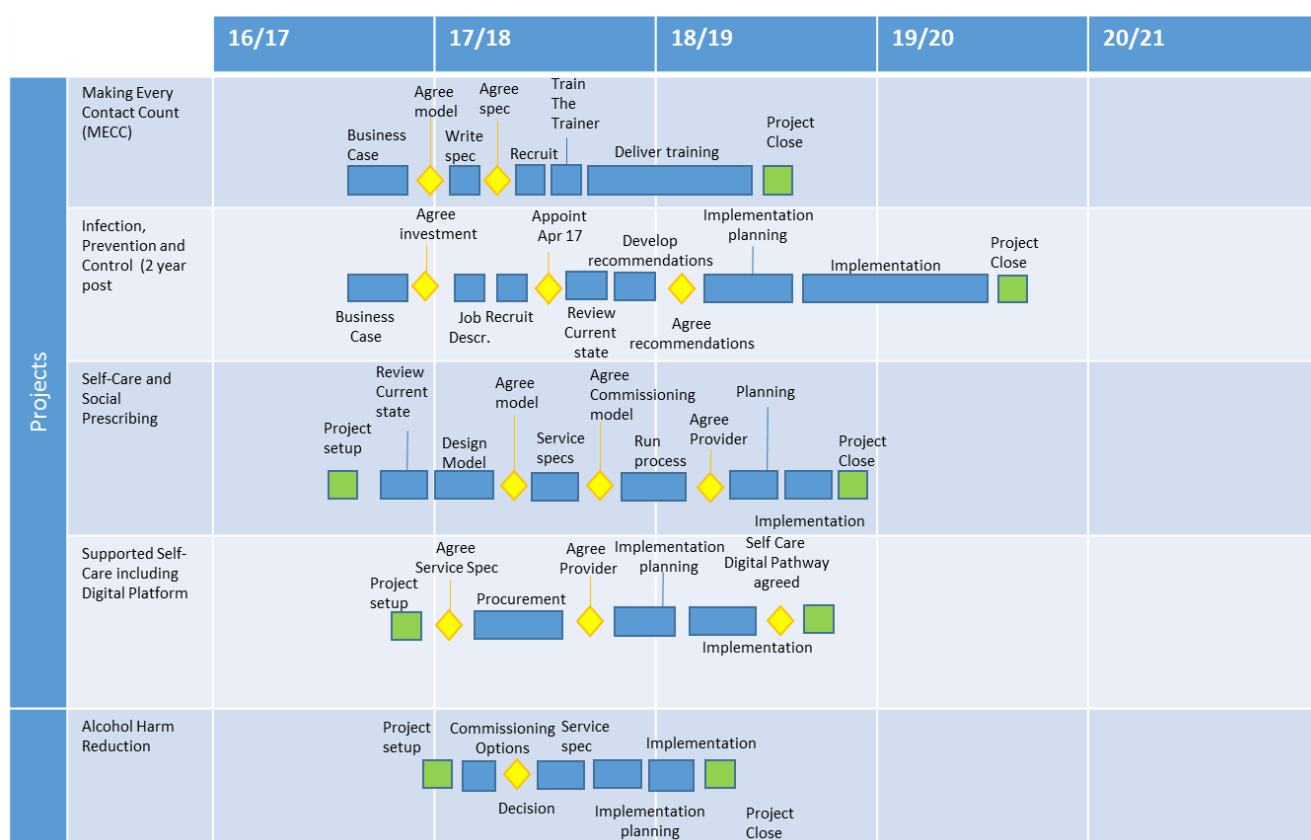 16/17
17/18
18/19
19/20
20/21
Projects
Making Every
Contact Count
(MECC)
Business
Case
Agree
model
Write
spec
Agree
spec
Recruit
Train
The
Trainer
Deliver training
Project
Close
Infection,
Prevention and
Control (2 year
post
Business
Case
Agree
investment
Job
Descr.
Recruit
Appoint
Apr 17
Review
Current
state
Develop
recommendations
Agree
recommendations
Implementation
planning
Implementation
Project
Close
Self-Care and
Social
Prescribing
Project
setup
Review
Current
state
Design
Model
Agree
model
Service
specs
Agree
Commissioning
model
Run
process
Agree
Provider
Planning
Implementation
Project
Close
Supported Self-
Care including
Digital Platform
Project
setup
Agree
Service Spec
Procurement
Agree
Provider
Implementation
planning
Implementation
Self Care
Digital Pathway
agreed
Alcohol Harm
Reduction
Project
setup
Commissioning
Options
Decision
Service
spec
Implementation
planning
Implementation
Project
Close